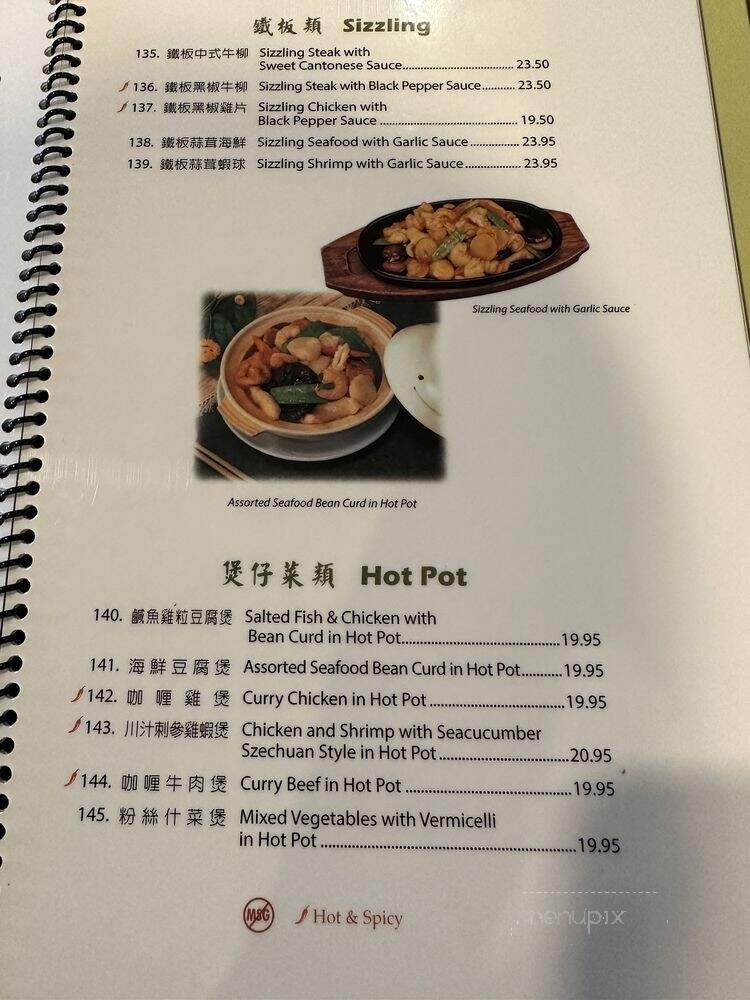 鐵板類 Sizzling
135. 鐵板中式牛柳 Sizzling Steak with
Sweet Cantonese Sauce................................ 23.50
136. 鐵板黑椒牛柳 Sizzling Steak with Black Pepper Sauce.......... 23.50
137. 鐵板黑椒雞片 Sizzling Chicken with
Black Pepper Sauce ........................................ 19.50
138. 鐵板蒜茸海鮮 Sizzling Seafood with Garlic Sauce.............. 23.95
139. 鐵板蒜茸蝦球 Sizzling Shrimp with Garlic Sauce................ 23.95
Sizzling Seafood with Garlic Sauce
Assorted Seafood Bean Curd in Hot Pot
煲仔菜類 Hot Pot
140. 鹹魚雞粒豆腐煲 Salted Fish & Chicken with
Bean Curd in Hot Pot....................................19.95
141. 海鮮豆腐煲 Assorted Seafood Bean Curd in Hot Pot.........19.95
142. 咖喱雞煲 Curry Chicken in Hot Pot ..............................19.95
143. 川汁刺參雞蝦煲 Chicken and Shrimp with Seacucumber
Szechuan Style in Hot Pot.............................20.95
144. 咖喱牛肉煲 Curry Beef in Hot Pot .....................................19.95
145. 粉絲什菜煲 Mixed Vegetables with Vermicelli
in Hot Pot ........................................................19.95
MSG Hot & Spicy
menupix